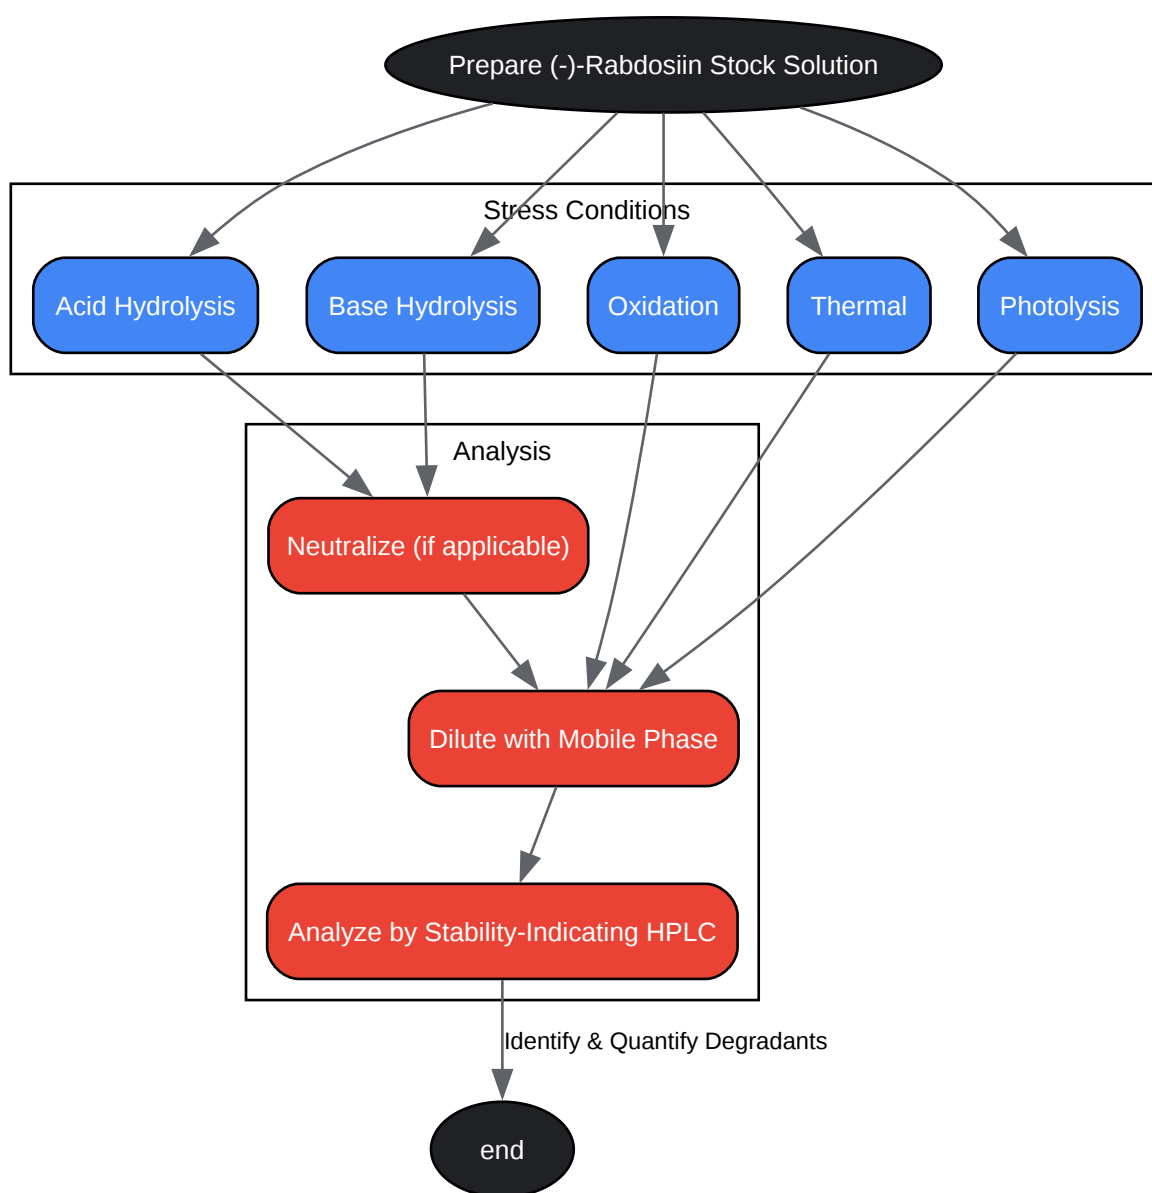 Prepare (-)-Rabdosiin Stock Solution
Stress Conditions
Acid Hydrolysis
Base Hydrolysis
Oxidation
Thermal
Photolysis
Analysis
Neutralize (if applicable)
Dilute with Mobile Phase
Analyze by Stability-Indicating HPLC
Identify & Quantify Degradants
end